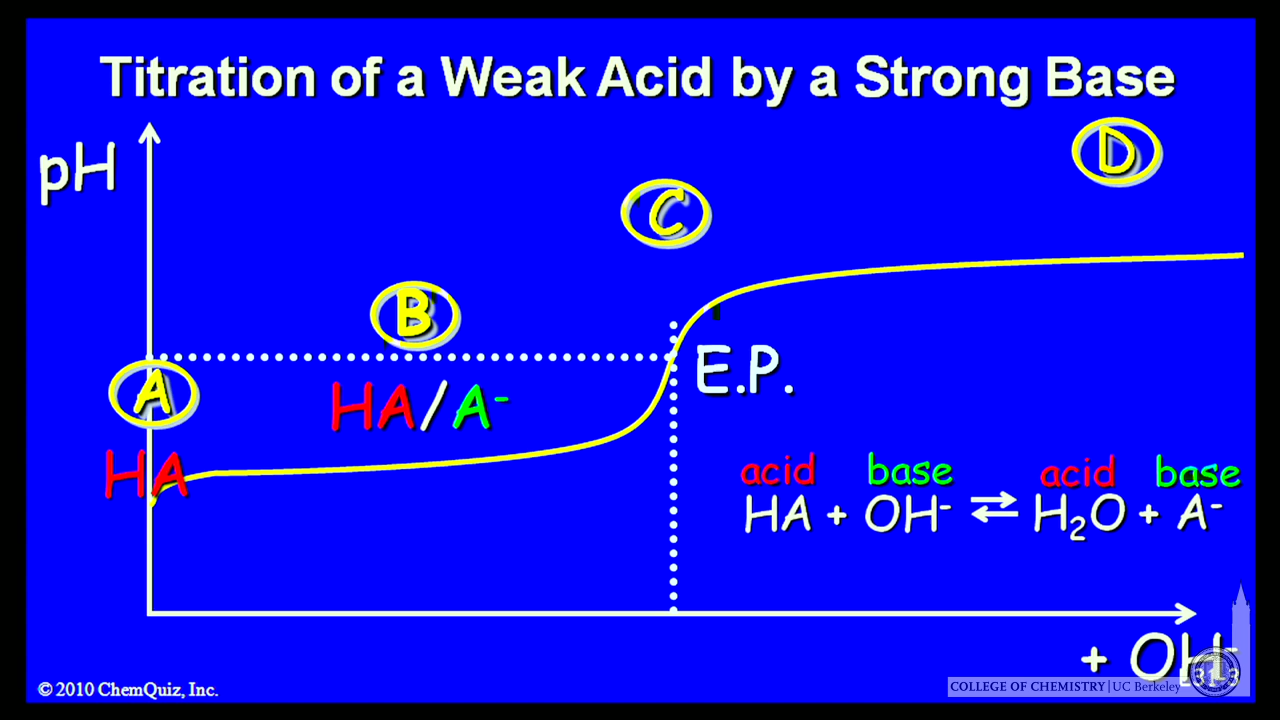 Titration of a Weak Acid by a Strong Base
pH
D
C
B
A
HA/A⁻
E.P.
HA
acid base acid base
HA + OH⁻ ⇌ H₂O + A⁻
+ OH⁻
© 2010 ChemQuiz, Inc.
COLLEGE OF CHEMISTRY | UC Berkeley